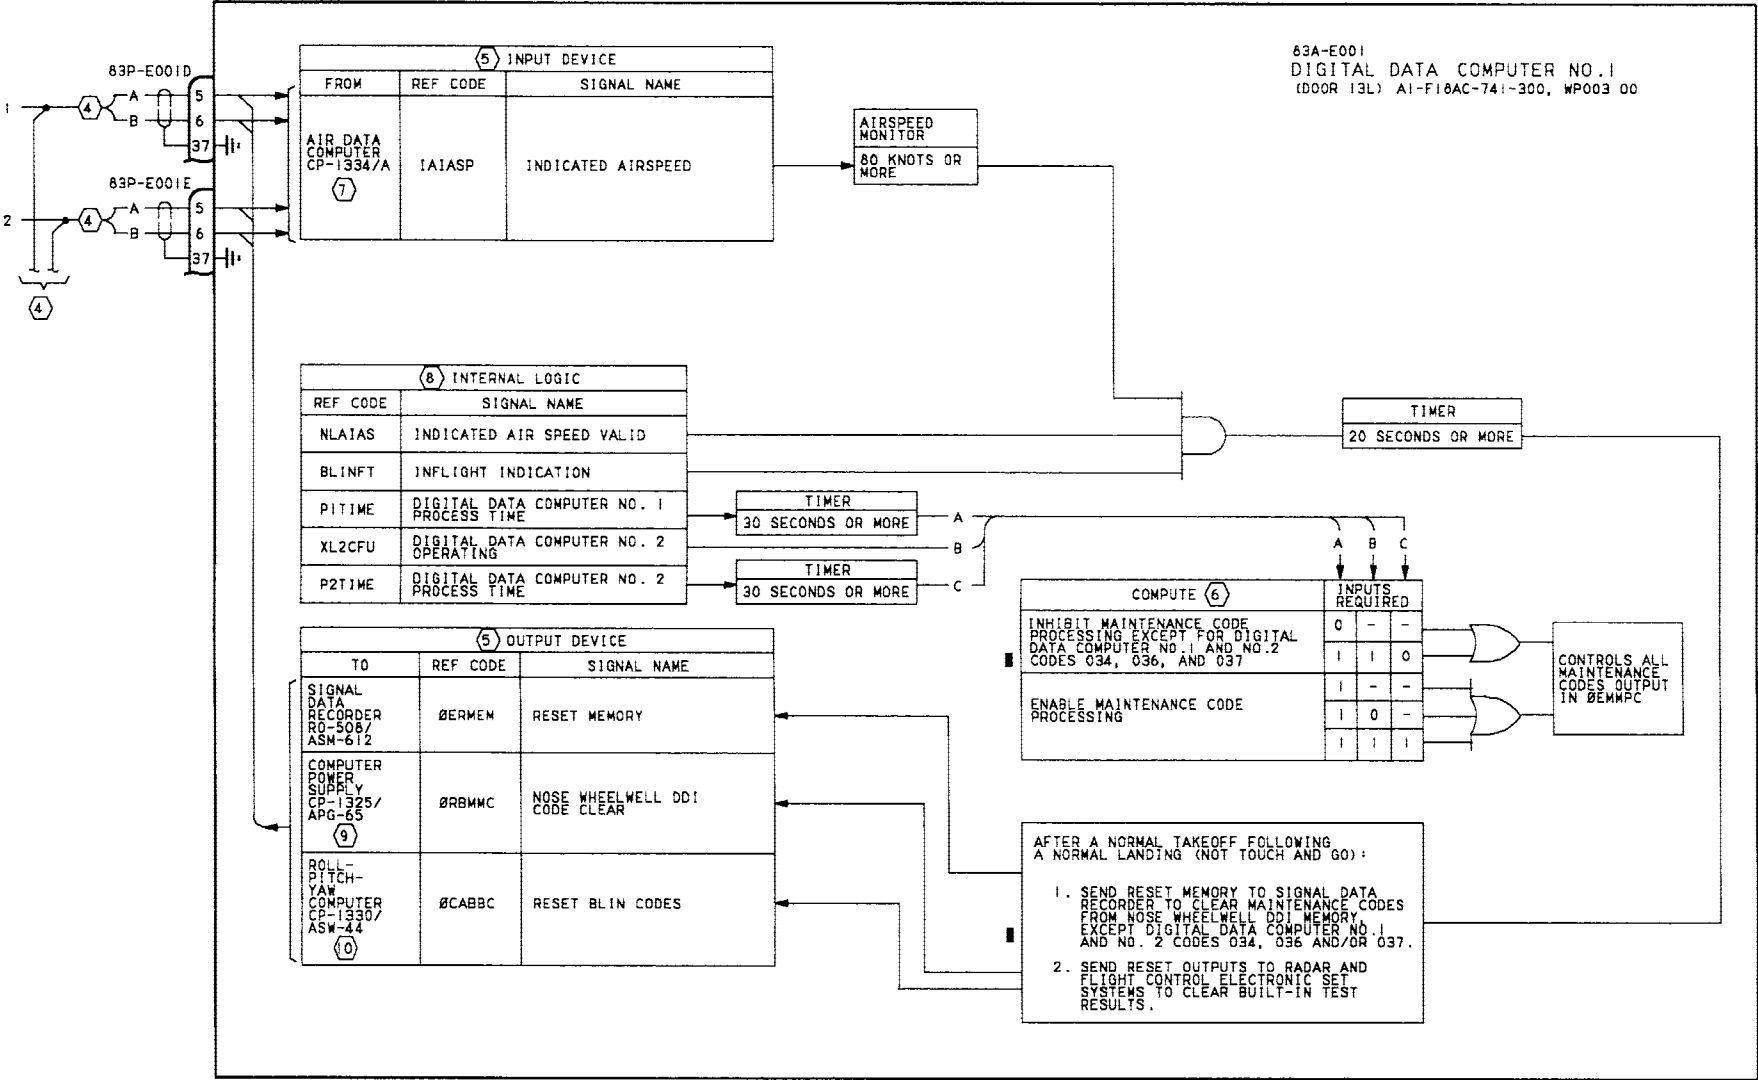 83A-E001
DIGITAL DATA COMPUTER NO.1
(DOOR 13L) A1-F18AC-741-300, WP003 00
1
4
83P-E001D
A
B
5
6
37
2
4
83P-E001E
A
B
5
6
37
4
5 INPUT DEVICE
FROM
REF CODE
SIGNAL NAME
AIR DATA
COMPUTER
CP-1334/A
7
IAIASP
INDICATED AIRSPEED
AIRSPEED
MONITOR
80 KNOTS OR
MORE
8 INTERNAL LOGIC
REF CODE
SIGNAL NAME
NLAIAS
INDICATED AIR SPEED VALID
BLINFT
INFLIGHT INDICATION
P1TIME
DIGITAL DATA COMPUTER NO. 1
PROCESS TIME
XL2CFU
DIGITAL DATA COMPUTER NO. 2
OPERATING
P2TIME
DIGITAL DATA COMPUTER NO. 2
PROCESS TIME
TIMER
30 SECONDS OR MORE
A
B
TIMER
30 SECONDS OR MORE
C
TIMER
20 SECONDS OR MORE
A B C
COMPUTE 6
INPUTS
REQUIRED
INHIBIT MAINTENANCE CODE
PROCESSING EXCEPT FOR DIGITAL
DATA COMPUTER NO.1 AND NO.2
CODES 034, 036, AND 037
0 - -
1 1 0
ENABLE MAINTENANCE CODE
PROCESSING
1 - -
1 0 -
1 1 1
CONTROLS ALL
MAINTENANCE
CODES OUTPUT
IN ØEMMPC
5 OUTPUT DEVICE
TO
REF CODE
SIGNAL NAME
SIGNAL
DATA
RECORDER
RO-508/
ASM-612
ØERMEM
RESET MEMORY
COMPUTER
POWER
SUPPLY
CP-1325/
APG-65
9
ØRBMMC
NOSE WHEELWELL DDI
CODE CLEAR
ROLL-
PITCH-
YAW
COMPUTER
CP-1330/
ASW-44
10
ØCABBC
RESET BLIN CODES
AFTER A NORMAL TAKEOFF FOLLOWING
A NORMAL LANDING (NOT TOUCH AND GO):
1. SEND RESET MEMORY TO SIGNAL DATA
RECORDER TO CLEAR MAINTENANCE CODES
FROM NOSE WHEELWELL DDI MEMORY,
EXCEPT DIGITAL DATA COMPUTER NO.1
AND NO. 2 CODES 034, 036 AND/OR 037.
2. SEND RESET OUTPUTS TO RADAR AND
FLIGHT CONTROL ELECTRONIC SET
SYSTEMS TO CLEAR BUILT-IN TEST
RESULTS.